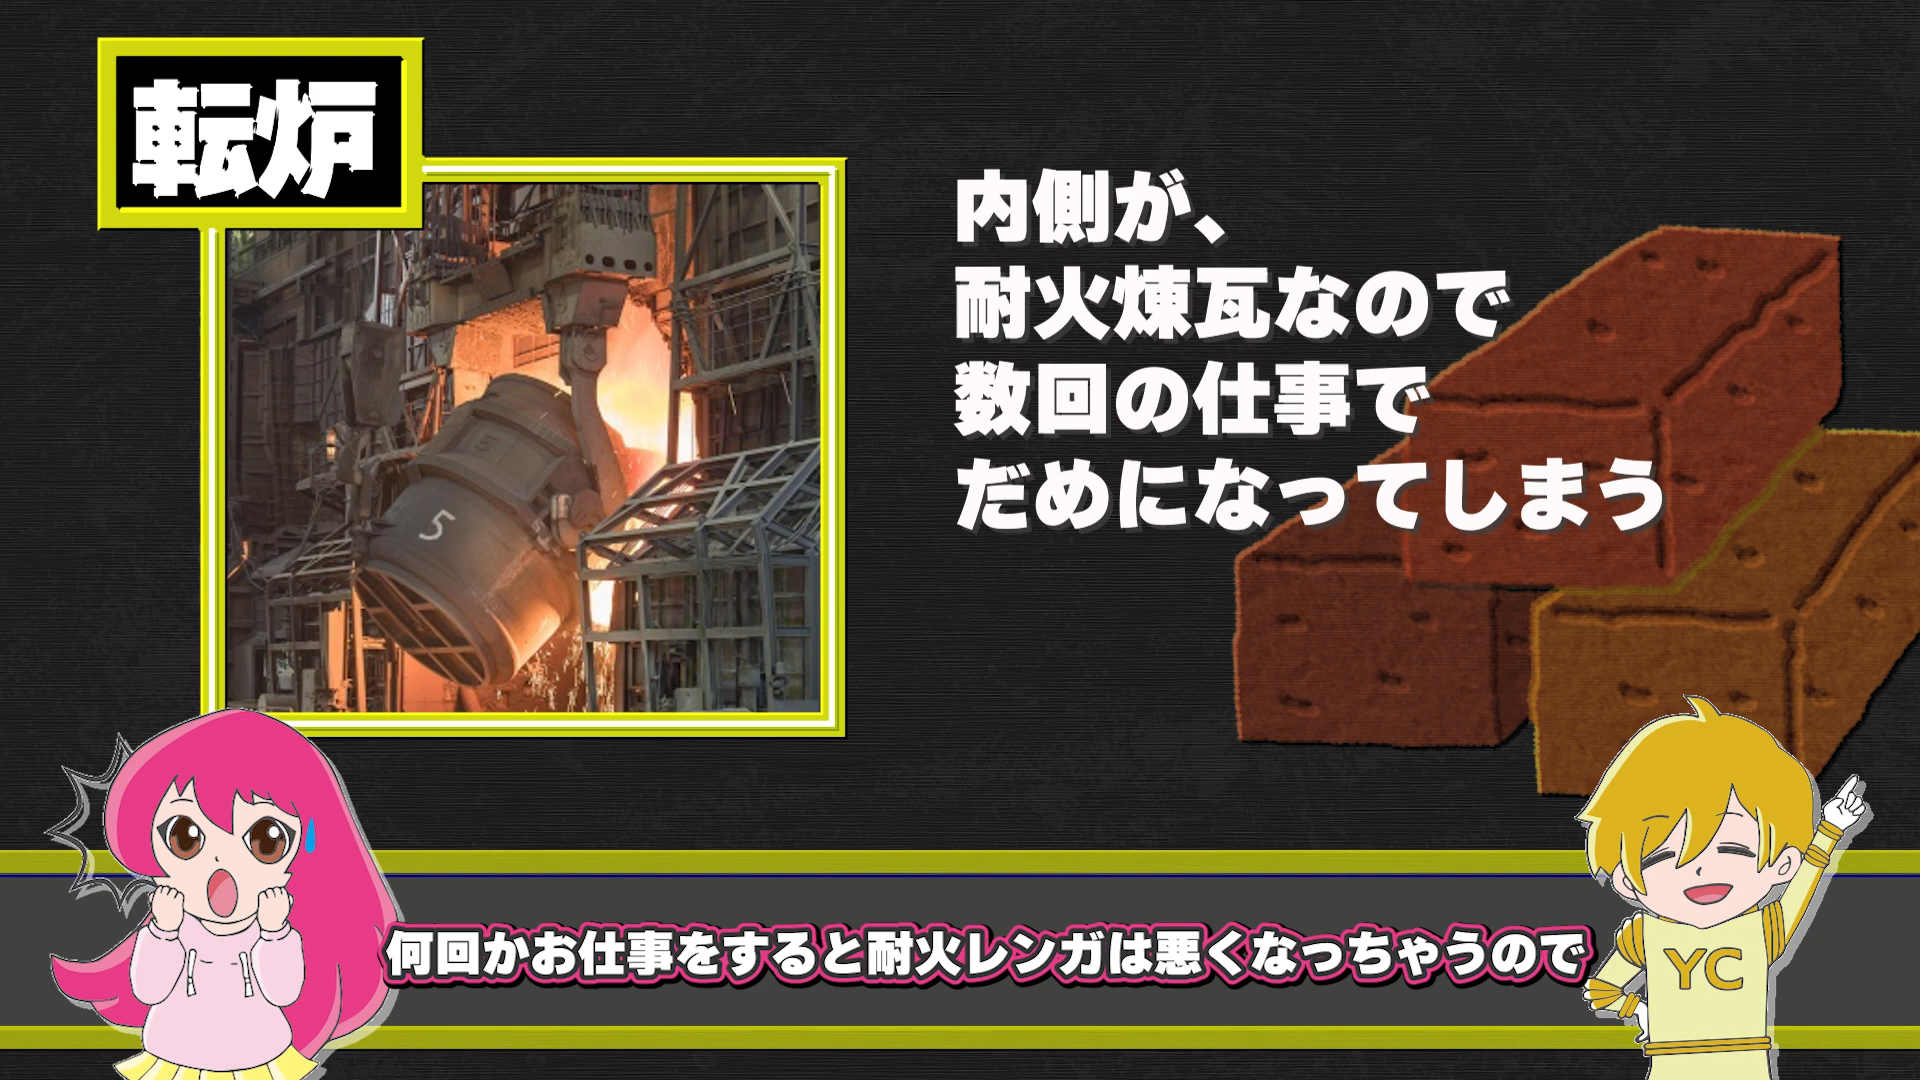 転炉
内側が、
耐火煉瓦なので
数回の仕事で
だめになってしまう
5
5
何回かお仕事をすると耐火レンガは悪くなっちゃうので
YC